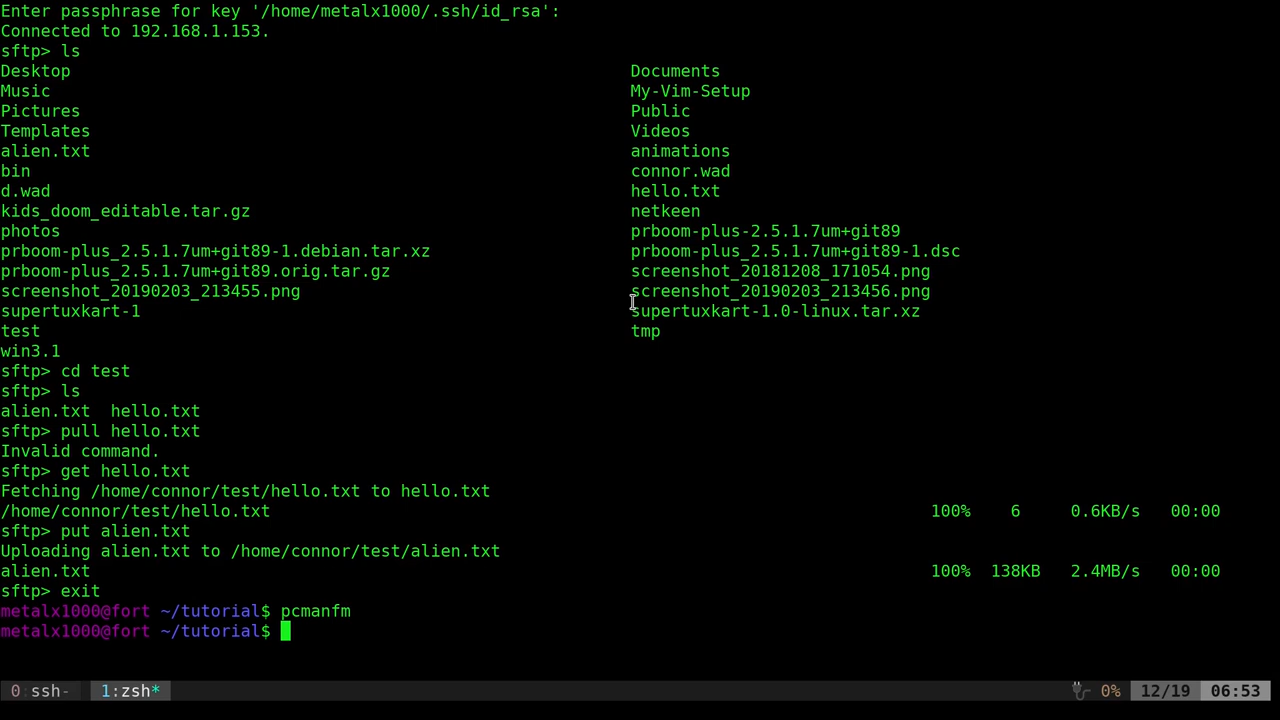 Enter passphrase for key '/home/metalx1000/.ssh/id_rsa':
Connected to 192.168.1.153.
sftp> ls
Desktop Documents
Music My-Vim-Setup
Pictures Public
Templates Videos
alien.txt animations
bin connor.wad
d.wad hello.txt
kids_doom_editable.tar.gz netkeen
photos prboom-plus-2.5.1.7um+git89
prboom-plus_2.5.1.7um+git89-1.debian.tar.xz prboom-plus_2.5.1.7um+git89-1.dsc
prboom-plus_2.5.1.7um+git89.orig.tar.gz screenshot_20181208_171054.png
screenshot_20190203_213455.png screenshot_20190203_213456.png
supertuxkart-1 supertuxkart-1.0-linux.tar.xz
test tmp
win3.1
sftp> cd test
sftp> ls
alien.txt  hello.txt
sftp> pull hello.txt
Invalid command.
sftp> get hello.txt
Fetching /home/connor/test/hello.txt to hello.txt
/home/connor/test/hello.txt 100% 6 0.6KB/s 00:00
sftp> put alien.txt
Uploading alien.txt to /home/connor/test/alien.txt
alien.txt 100% 138KB 2.4MB/s 00:00
sftp> exit
metalx1000@fort ~/tutorial$ pcmanfm
metalx1000@fort ~/tutorial$
0:ssh- 1:zsh* 0% 12/19 06:53